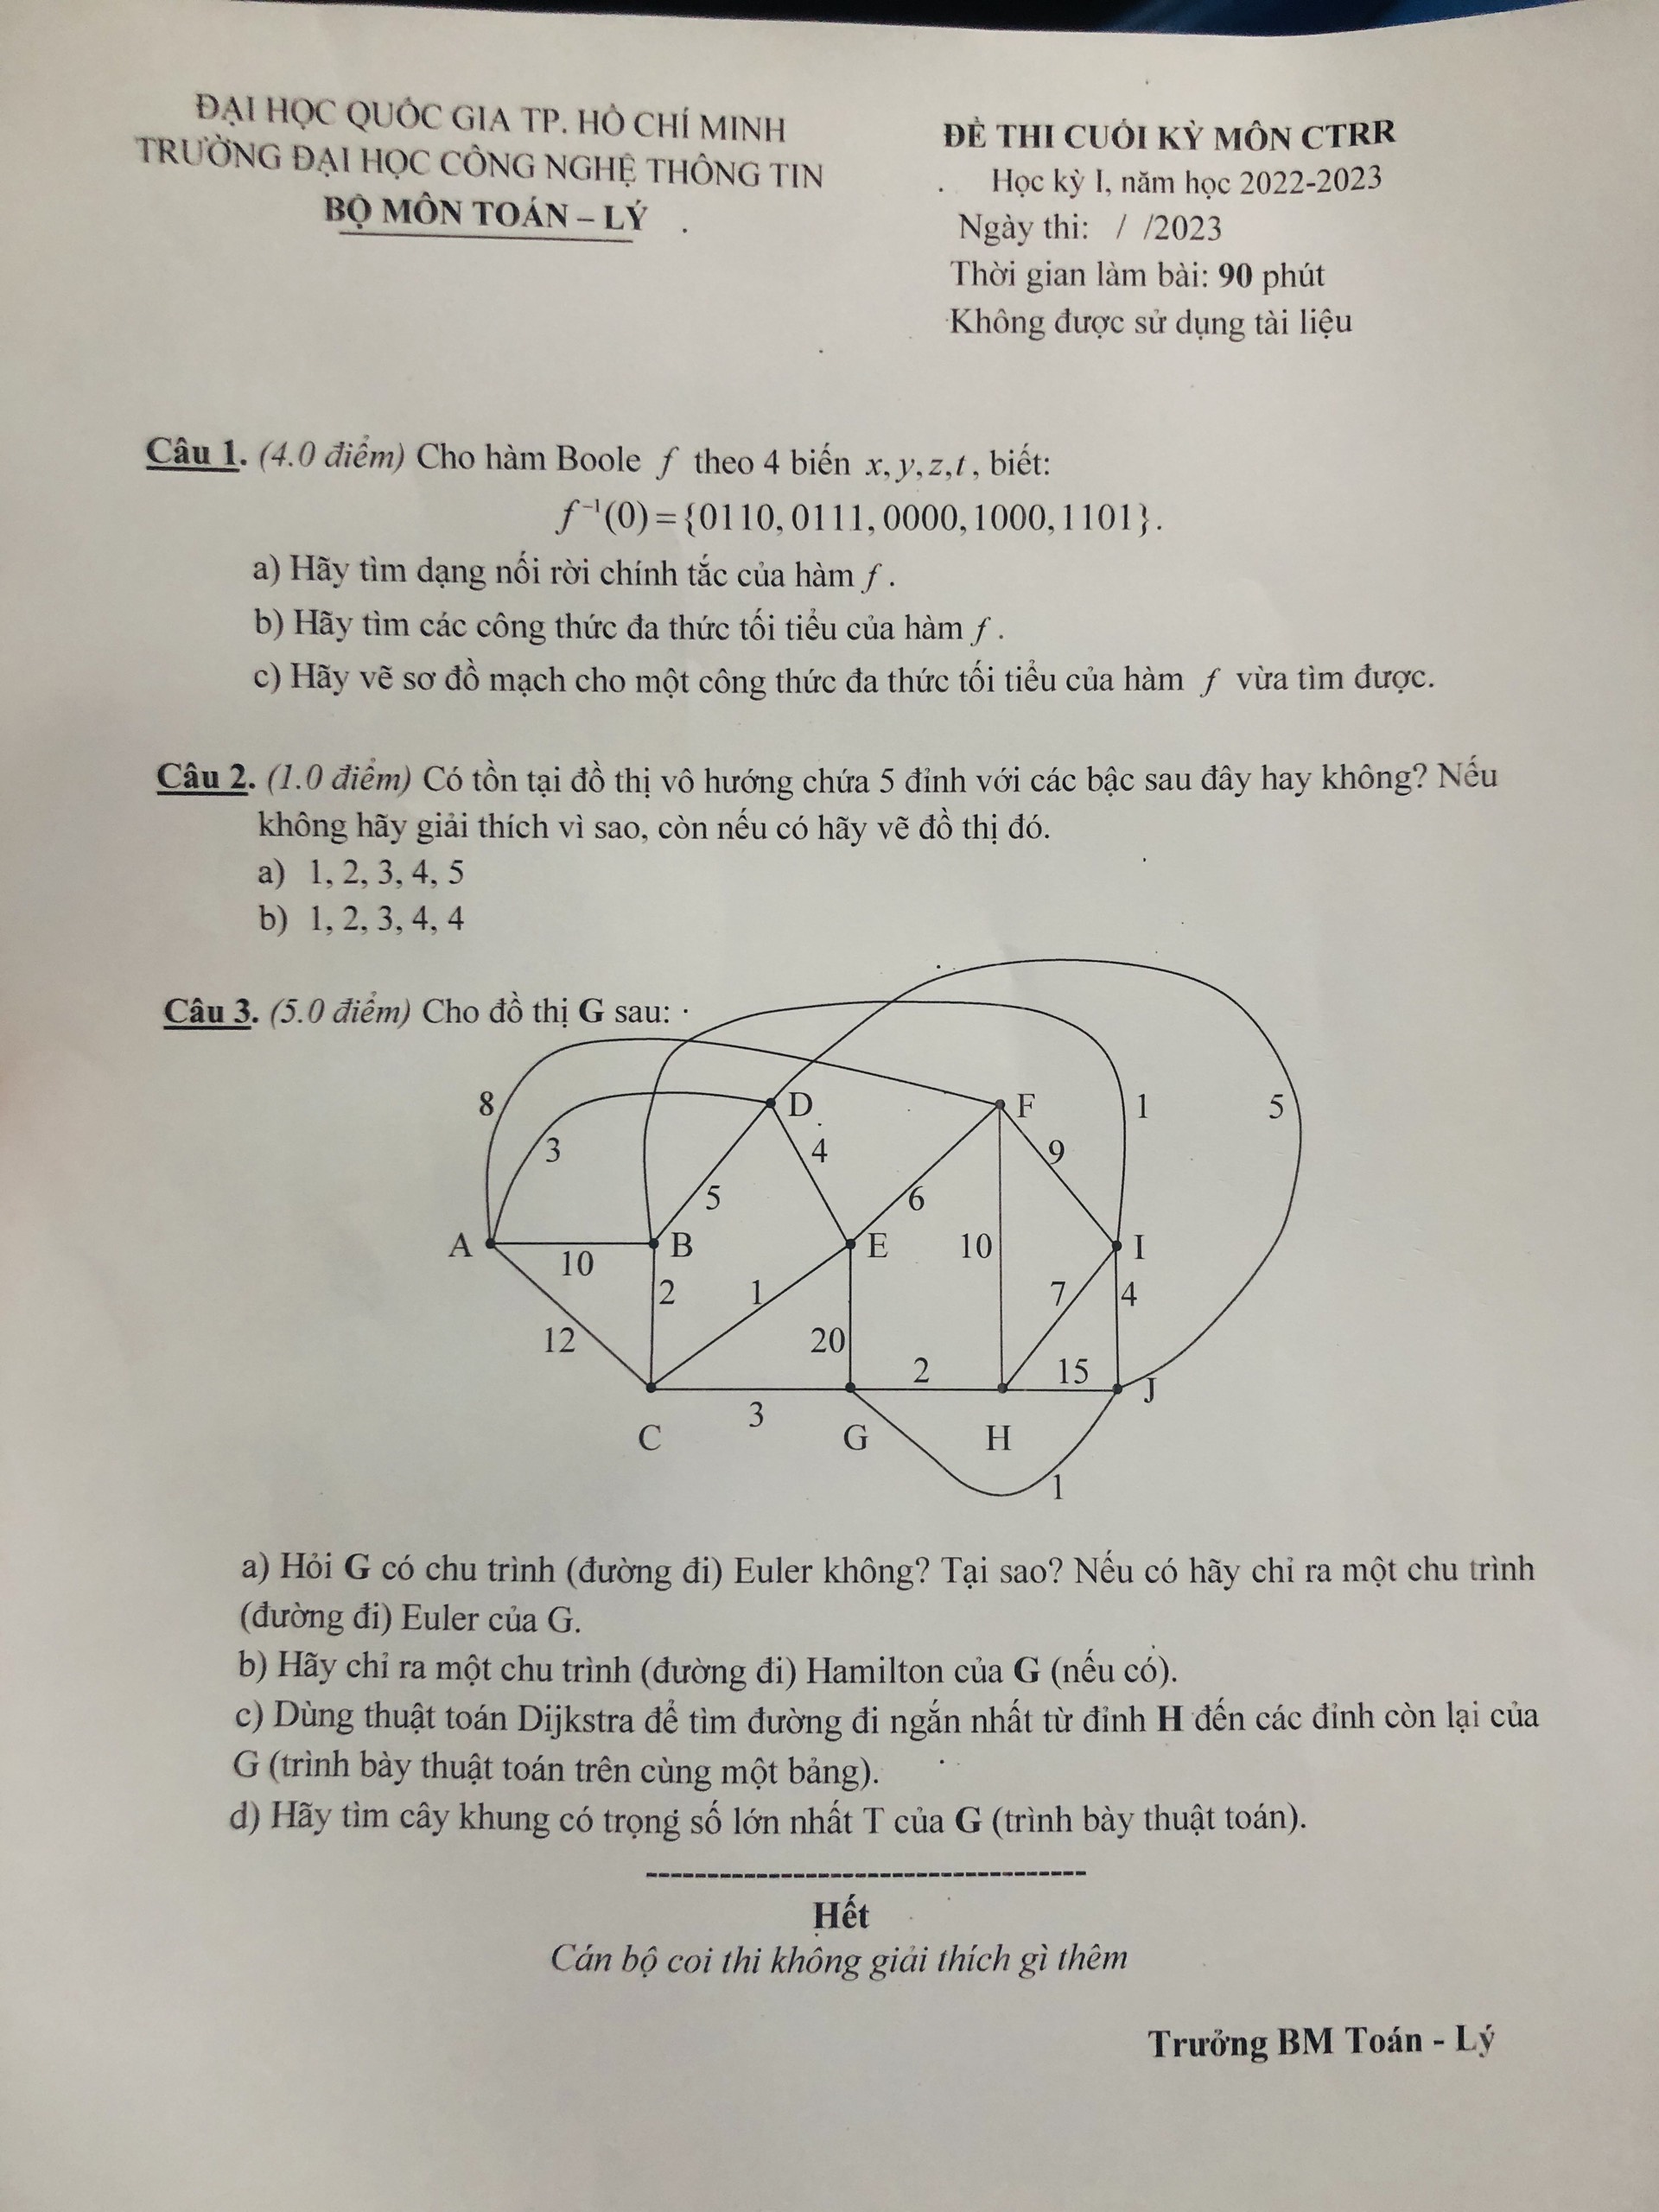 ĐẠI HỌC QUỐC GIA TP. HỒ CHÍ MINH
TRƯỜNG ĐẠI HỌC CÔNG NGHỆ THÔNG TIN
BỘ MÔN TOÁN – LÝ
ĐỀ THI CUỐI KỲ MÔN CTRR
Học kỳ I, năm học 2022-2023
Ngày thi: / /2023
Thời gian làm bài: 90 phút
Không được sử dụng tài liệu
Câu 1. (4.0 điểm) Cho hàm Boole f theo 4 biến x, y, z, t, biết:
f⁻¹(0) = {0110, 0111, 0000, 1000, 1101}.
a) Hãy tìm dạng nối rời chính tắc của hàm f.
b) Hãy tìm các công thức đa thức tối tiểu của hàm f.
c) Hãy vẽ sơ đồ mạch cho một công thức đa thức tối tiểu của hàm f vừa tìm được.
Câu 2. (1.0 điểm) Có tồn tại đồ thị vô hướng chứa 5 đỉnh với các bậc sau đây hay không? Nếu
không hãy giải thích vì sao, còn nếu có hãy vẽ đồ thị đó.
a) 1, 2, 3, 4, 5
b) 1, 2, 3, 4, 4
Câu 3. (5.0 điểm) Cho đồ thị G sau:
8 D F 1 5
3 4 9
5 6
A B E 10 I
10
2 1 7 4
12 20 2 15
J
3
C G H
1
a) Hỏi G có chu trình (đường đi) Euler không? Tại sao? Nếu có hãy chỉ ra một chu trình
(đường đi) Euler của G.
b) Hãy chỉ ra một chu trình (đường đi) Hamilton của G (nếu có).
c) Dùng thuật toán Dijkstra để tìm đường đi ngắn nhất từ đỉnh H đến các đỉnh còn lại của
G (trình bày thuật toán trên cùng một bảng).
d) Hãy tìm cây khung có trọng số lớn nhất T của G (trình bày thuật toán).
-----------------------------------
Hết
Cán bộ coi thi không giải thích gì thêm
Trưởng BM Toán - Lý